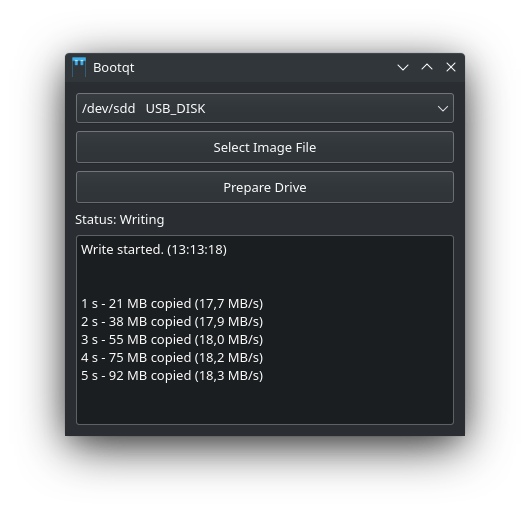 Bootqt
/dev/sdd   USB_DISK
Select Image File
Prepare Drive
Status: Writing
Write started. (13:13:18)
1 s - 21 MB copied (17,7 MB/s)
2 s - 38 MB copied (17,9 MB/s)
3 s - 55 MB copied (18,0 MB/s)
4 s - 75 MB copied (18,2 MB/s)
5 s - 92 MB copied (18,3 MB/s)